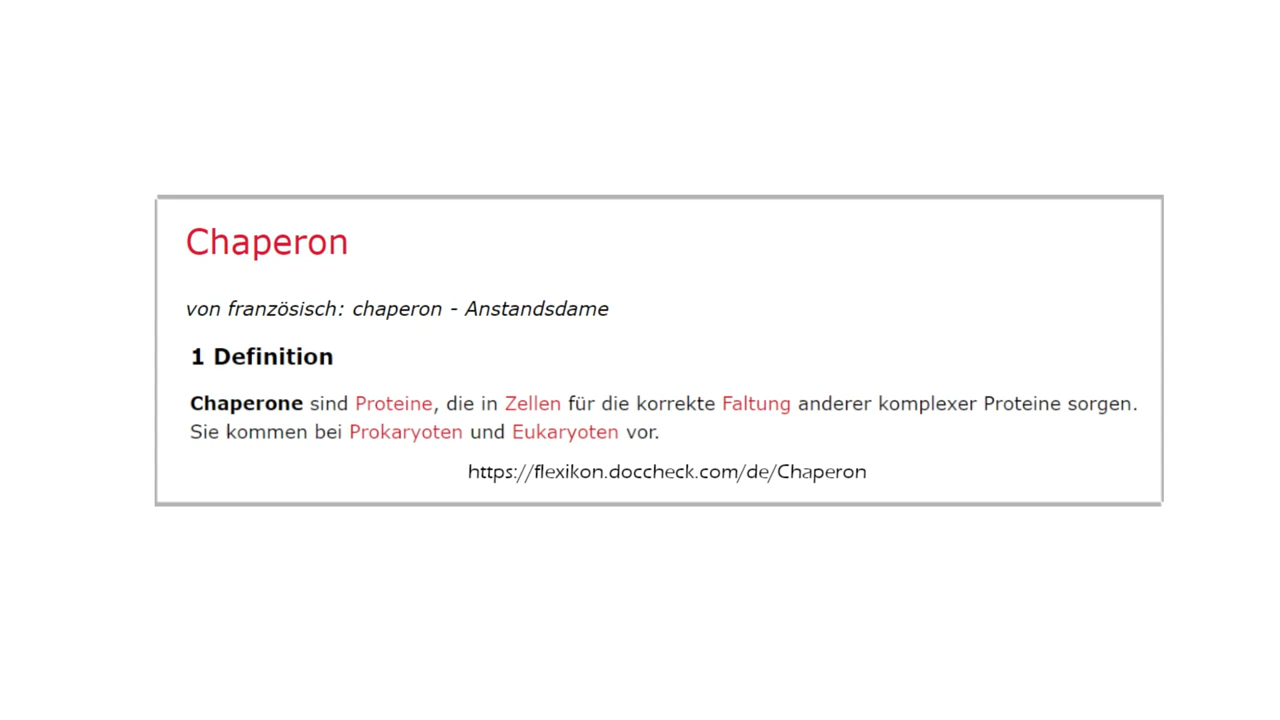 Chaperon
von französisch: chaperon - Anstandsdame
1 Definition
Chaperone sind Proteine, die in Zellen für die korrekte Faltung anderer komplexer Proteine sorgen.
Sie kommen bei Prokaryoten und Eukaryoten vor.
https://flexikon.doccheck.com/de/Chaperon